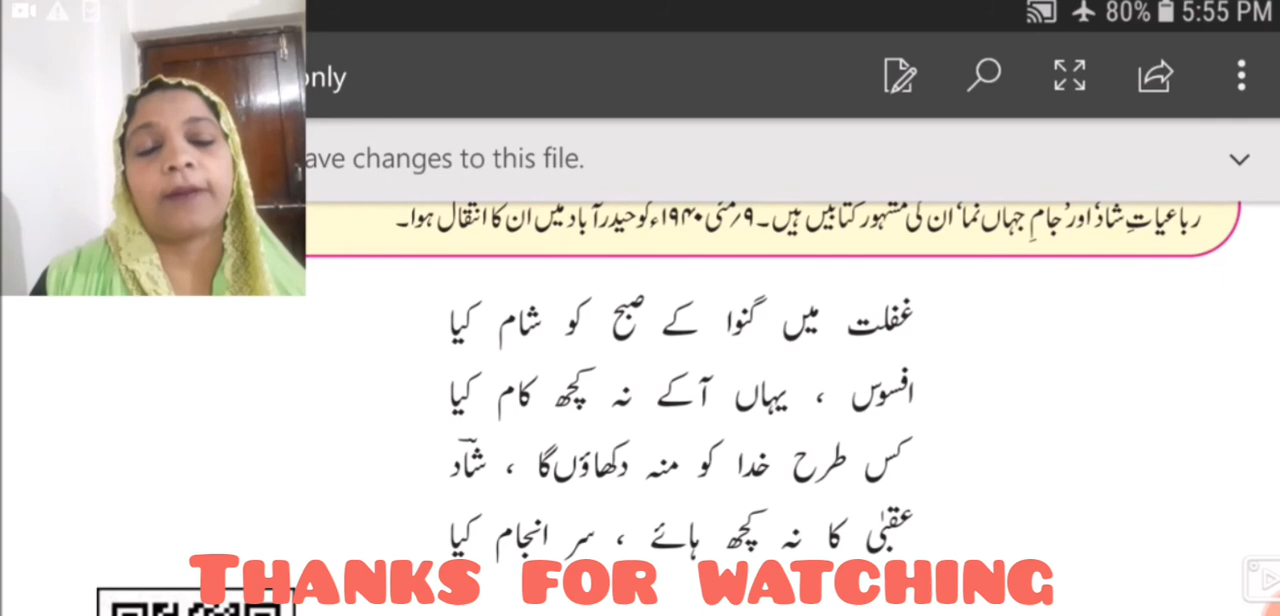 80% 5:55 PM
only
ave changes to this file.
رباعیاتِ شاد‘ اور ’جامِ جہاں نما‘ ان کی مشہور کتابیں ہیں۔ ۹؍مئی ۱۹۴۰ء کو حیدرآباد میں ان کا انتقال ہوا۔
غفلت میں گنوا کے صبح کو شام کیا
افسوس ، یہاں آکے نہ کچھ کام کیا
کس طرح خدا کو منہ دکھاؤں گا ، شادؔ
عقبیٰ کا نہ کچھ ہائے ، سر انجام کیا
THANKS FOR WATCHING